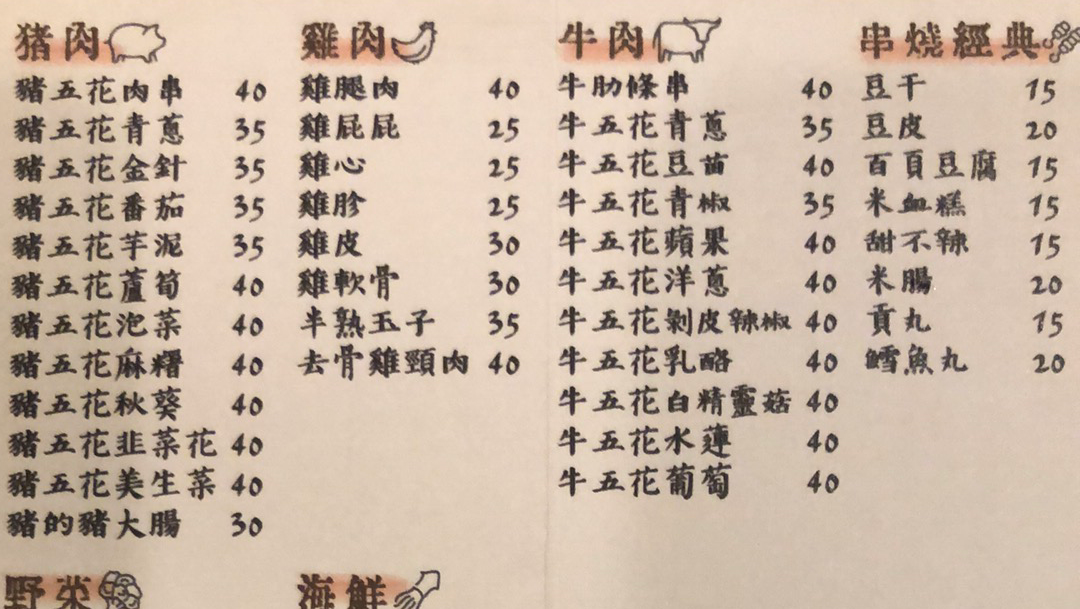 豬肉
豬五花肉串 40
豬五花青蔥 35
豬五花金針 35
豬五花番茄 35
豬五花芋泥 35
豬五花蘆筍 40
豬五花泡菜 40
豬五花麻糬 40
豬五花秋葵 40
豬五花韭菜花 40
豬五花美生菜 40
豬的豬大腸 30
雞肉
雞腿肉 40
雞屁屁 25
雞心 25
雞胗 25
雞皮 30
雞軟骨 30
半熟玉子 35
去骨雞頸肉 40
牛肉
牛肋條串 40
牛五花青蔥 35
牛五花豆苗 40
牛五花青椒 35
牛五花蘋果 40
牛五花洋蔥 40
牛五花剝皮辣椒 40
牛五花乳酪 40
牛五花白精靈菇 40
牛五花水蓮 40
牛五花葡萄 40
串燒經典
豆干 15
豆皮 20
百頁豆腐 15
米血糕 15
甜不辣 15
米腸 20
貢丸 15
鱈魚丸 20
野菜
海鮮